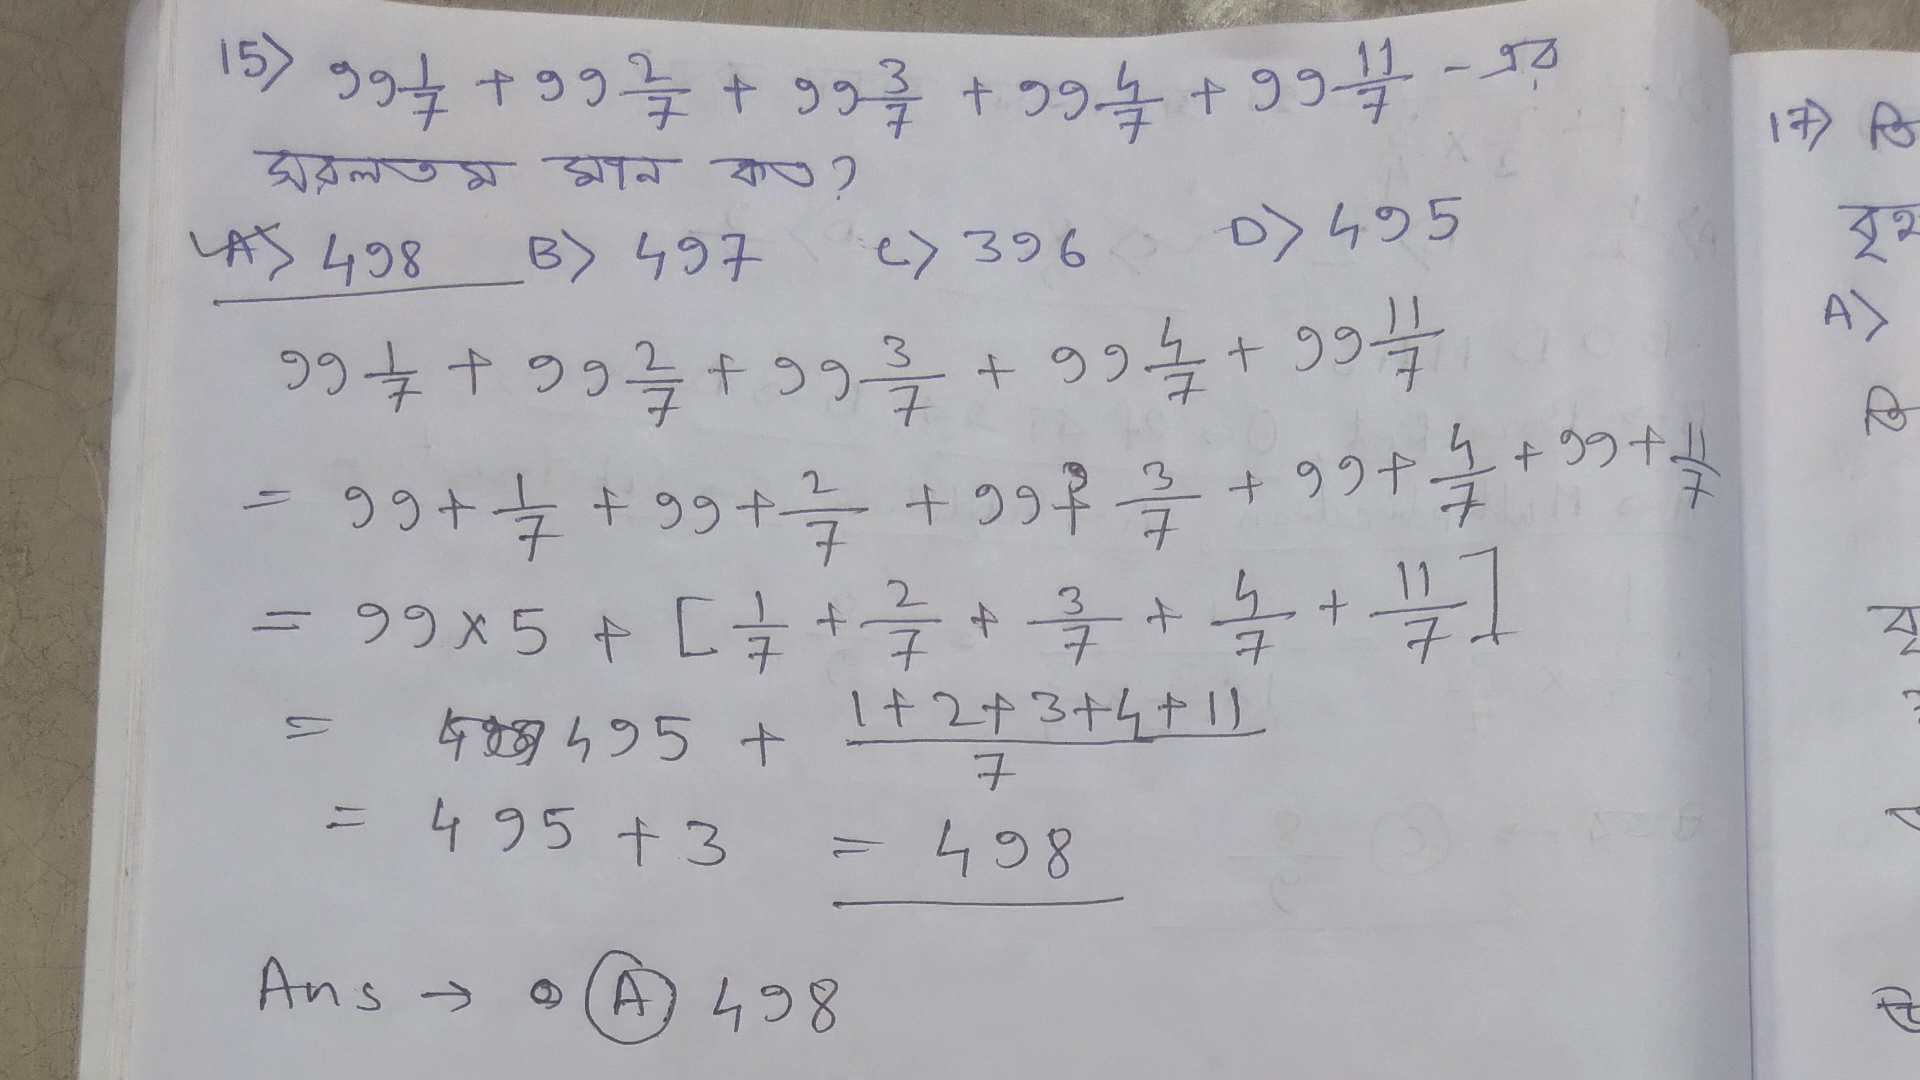 15> 99 1/7 + 99 2/7 + 99 3/7 + 99 4/7 + 99 11/7 - এর
সরলতম মান কত?
A> 498 B> 497 C> 396 D> 495
99 1/7 + 99 2/7 + 99 3/7 + 99 4/7 + 99 11/7
= 99 + 1/7 + 99 + 2/7 + 99 + 3/7 + 99 + 4/7 + 99 + 11/7
= 99 × 5 + [1/7 + 2/7 + 3/7 + 4/7 + 11/7]
= 495 + (1+2+3+4+11)/7
= 495 + 3 = 498
Ans → (A) 498
17>
A>